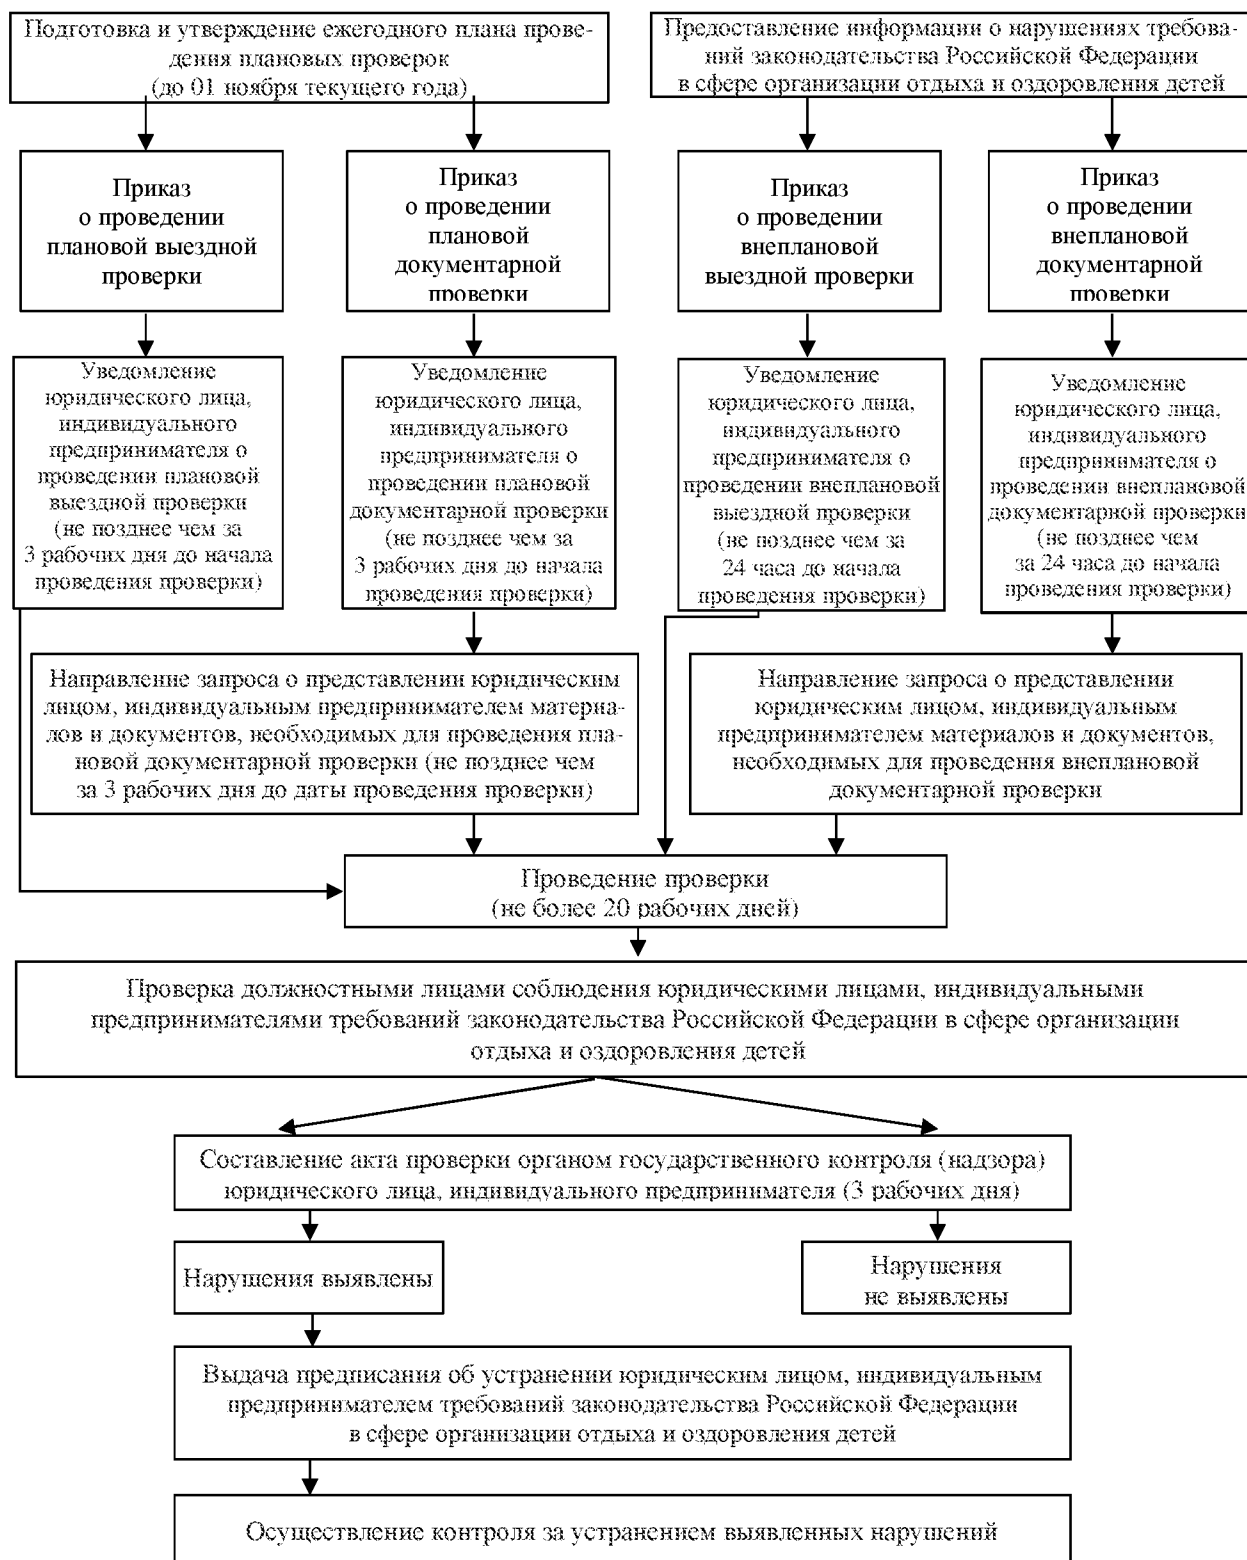 Подготовка и утверждение ежегодного плана прове-
дения плановых проверок
(до 01 ноября текущего года)
Предоставление информации о нарушениях требова-
ний законодательства Российской Федерации
в сфере организации отдыха и оздоровления детей
Приказ
о проведении
плановой выездной
проверки
Приказ
о проведении
плановой
документарной
проверки
Приказ
о проведении
внеплановой
выездной проверки
Приказ
о проведении
внеплановой
документарной
проверки
Уведомление
юридического лица,
индивидуального
предпринимателя о
проведении плановой
выездной проверки
(не позднее чем за
3 рабочих дня до начала
проведения проверки)
Уведомление
юридического лица,
индивидуального
предпринимателя о
проведении плановой
документарной проверки
(не позднее чем за
3 рабочих дня до начала
проведения проверки)
Уведомление
юридического лица,
индивидуального
предпринимателя о
проведении внеплановой
выездной проверки
(не позднее чем за
24 часа до начала
проведения проверки)
Уведомление
юридического лица,
индивидуального
предпринимателя о
проведении внеплановой
документарной проверки
(не позднее чем
за 24 часа до начала
проведения проверки)
Направление запроса о представлении юридическим
лицом, индивидуальным предпринимателем материа-
лов и документов, необходимых для проведения пла-
новой документарной проверки (не позднее чем
за 3 рабочих дня до даты проведения проверки)
Направление запроса о представлении
юридическим лицом, индивидуальным
предпринимателем материалов и документов,
необходимых для проведения внеплановой
документарной проверки
Проведение проверки
(не более 20 рабочих дней)
Проверка должностными лицами соблюдения юридическими лицами, индивидуальными
предпринимателями требований законодательства Российской Федерации в сфере организации
отдыха и оздоровления детей
Составление акта проверки органом государственного контроля (надзора)
юридического лица, индивидуального предпринимателя (3 рабочих дня)
Нарушения выявлены
Нарушения
не выявлены
Выдача предписания об устранении юридическим лицом, индивидуальным
предпринимателем требований законодательства Российской Федерации
в сфере организации отдыха и оздоровления детей
Осуществление контроля за устранением выявленных нарушений